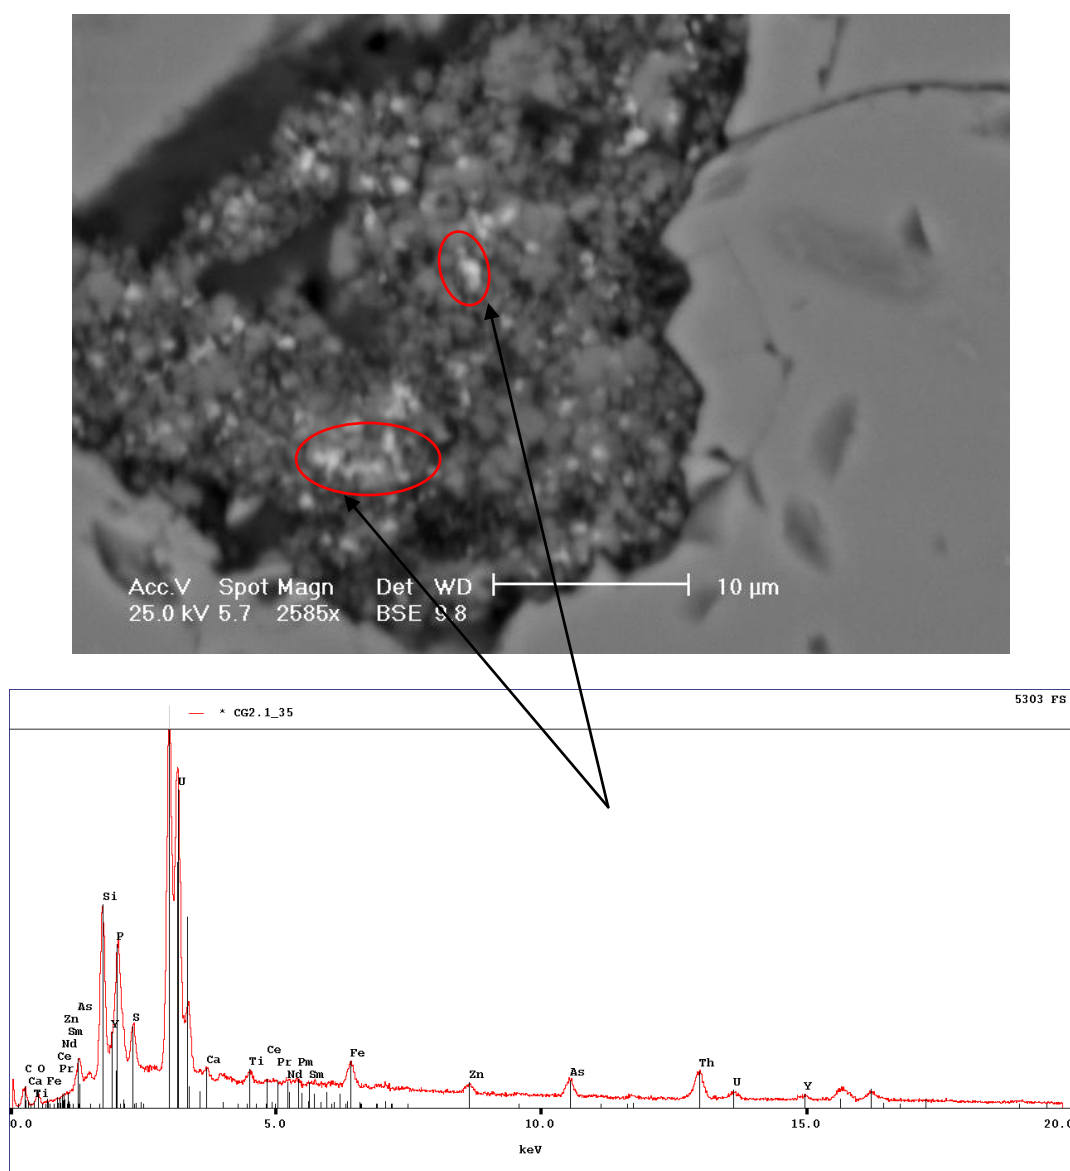 Acc.V Spot Magn Det WD 10 µm
25.0 kV 5.7 2585x BSE 9.8
5303 FS
* CG2.1_35
U
Si
P
As
Zn
Y S
Sm
Nd
Ce Ca Ti Ce Fe
C O Pr Pr Pm Zn As Th
Ca Fe Nd Sm U Y
Ti
0.0 5.0 10.0 15.0 20.0
keV